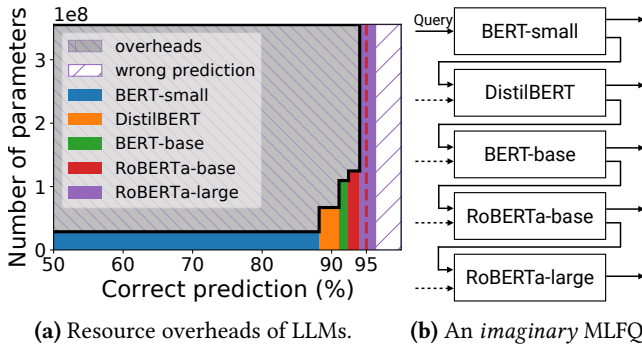 1e8
Number of parameters
3
2
1
0
overheads
wrong prediction
BERT-small
DistilBERT
BERT-base
RoBERTa-base
RoBERTa-large
50 60 70 80 90 95
Correct prediction (%)
(a) Resource overheads of LLMs.
Query
BERT-small
DistilBERT
BERT-base
RoBERTa-base
RoBERTa-large
(b) An imaginary MLFQ